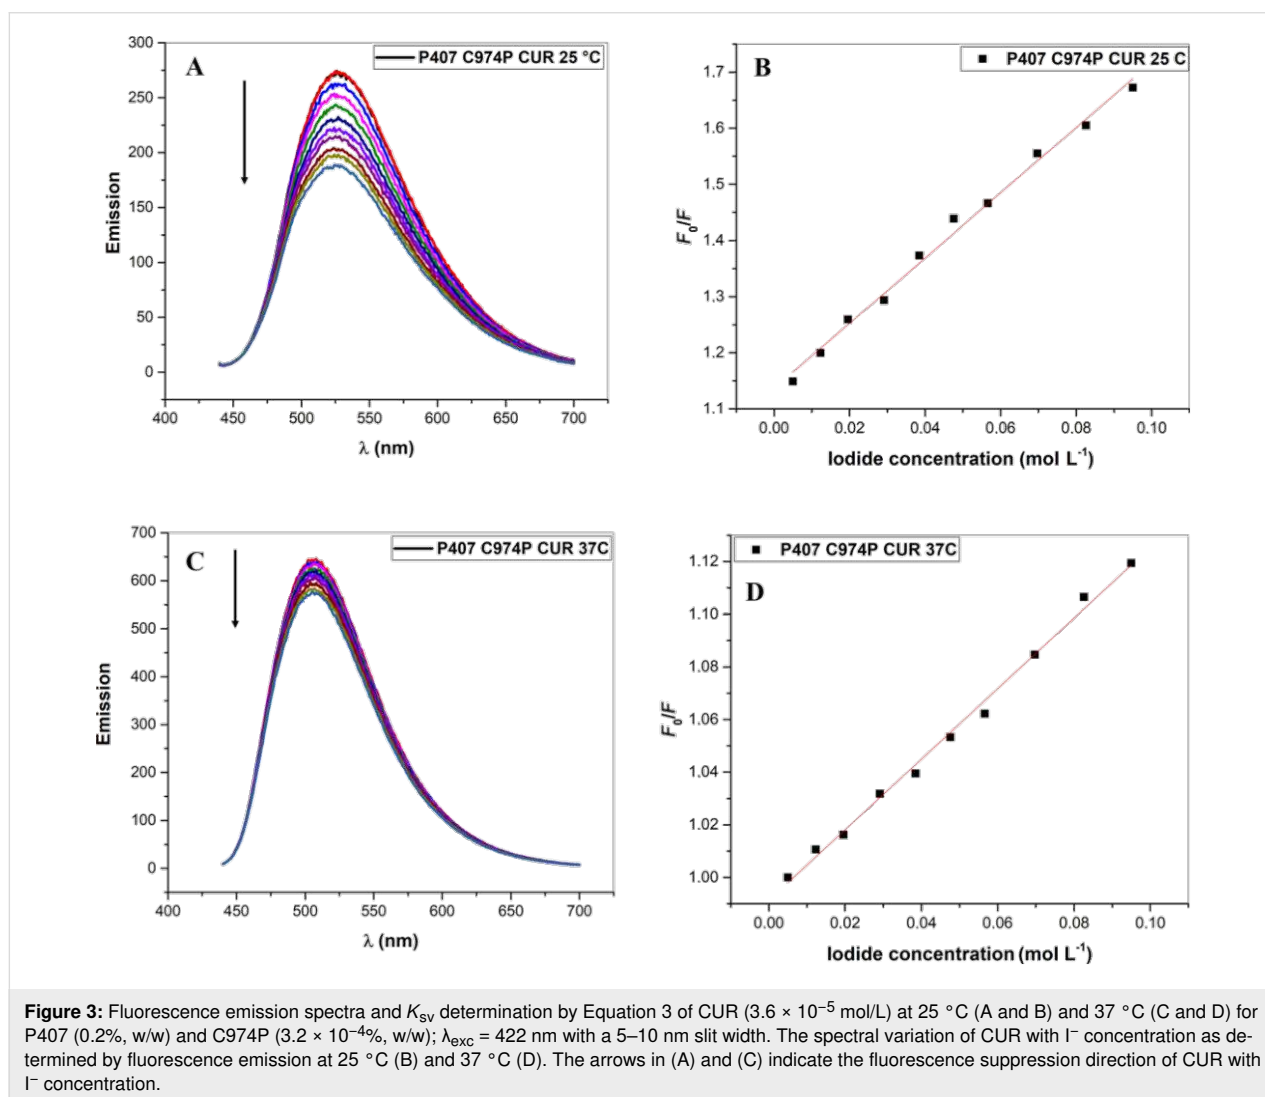 A
P407 C974P CUR 25 °C
300
250
200
150
100
50
0
Emission
400 450 500 550 600 650 700
λ (nm)
B
P407 C974P CUR 25 C
1.7
1.6
1.5
1.4
1.3
1.2
1.1
F₀/F
0.00 0.02 0.04 0.06 0.08 0.10
Iodide concentration (mol L⁻¹)
C
P407 C974P CUR 37C
700
600
500
400
300
200
100
0
Emission
400 450 500 550 600 650 700
λ (nm)
P407 C974P CUR 37C
D
1.12
1.10
1.08
1.06
1.04
1.02
1.00
F₀/F
0.00 0.02 0.04 0.06 0.08 0.10
Iodide concentration (mol L⁻¹)
Figure 3: Fluorescence emission spectra and Ksv determination by Equation 3 of CUR (3.6 × 10⁻⁵ mol/L) at 25 °C (A and B) and 37 °C (C and D) for
P407 (0.2%, w/w) and C974P (3.2 × 10⁻⁴%, w/w); λexc = 422 nm with a 5–10 nm slit width. The spectral variation of CUR with I⁻ concentration as de-
termined by fluorescence emission at 25 °C (B) and 37 °C (D). The arrows in (A) and (C) indicate the fluorescence suppression direction of CUR with
I⁻ concentration.